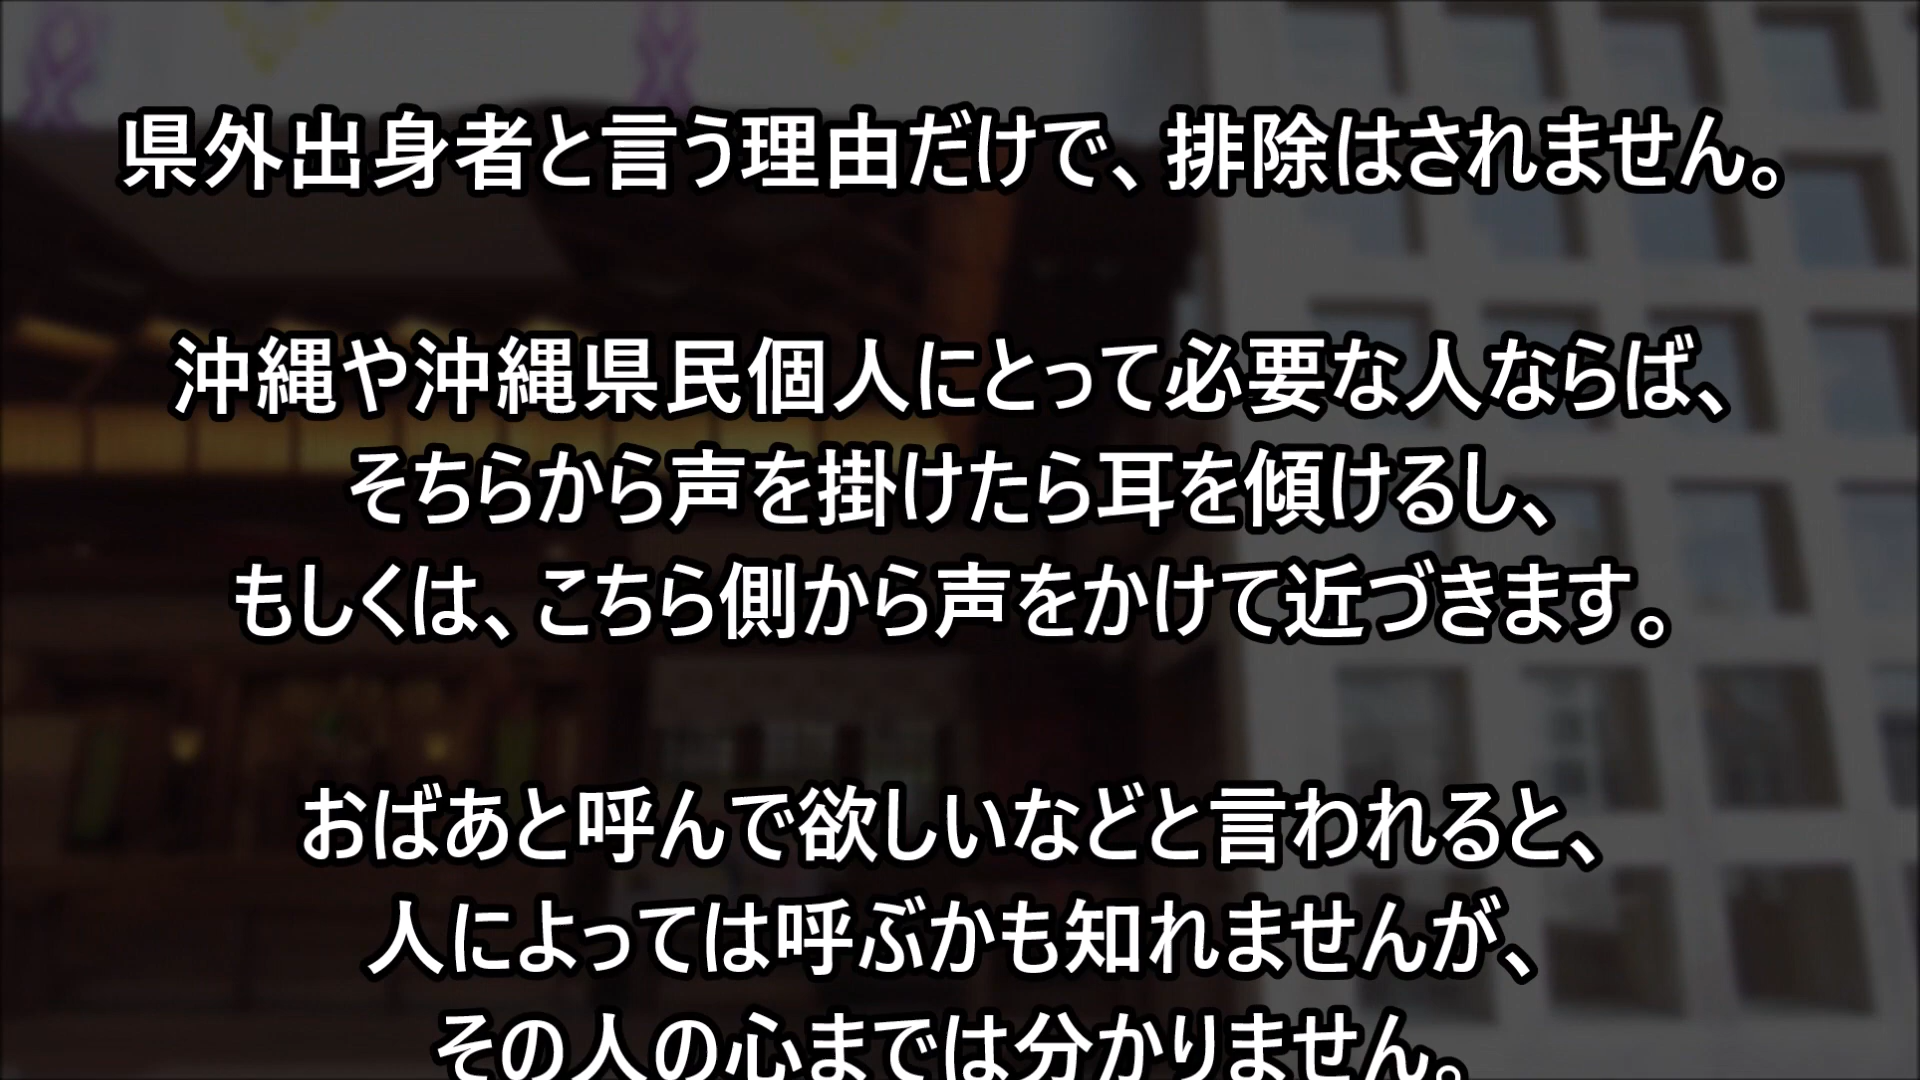 県外出身者と言う理由だけで、排除はされません。
沖縄や沖縄県民個人にとって必要な人ならば、
そちらから声を掛けたら耳を傾けるし、
もしくは、こちら側から声をかけて近づきます。
おばあと呼んで欲しいなどと言われると、
人によっては呼ぶかも知れませんが、
その人の心までは分かりません。